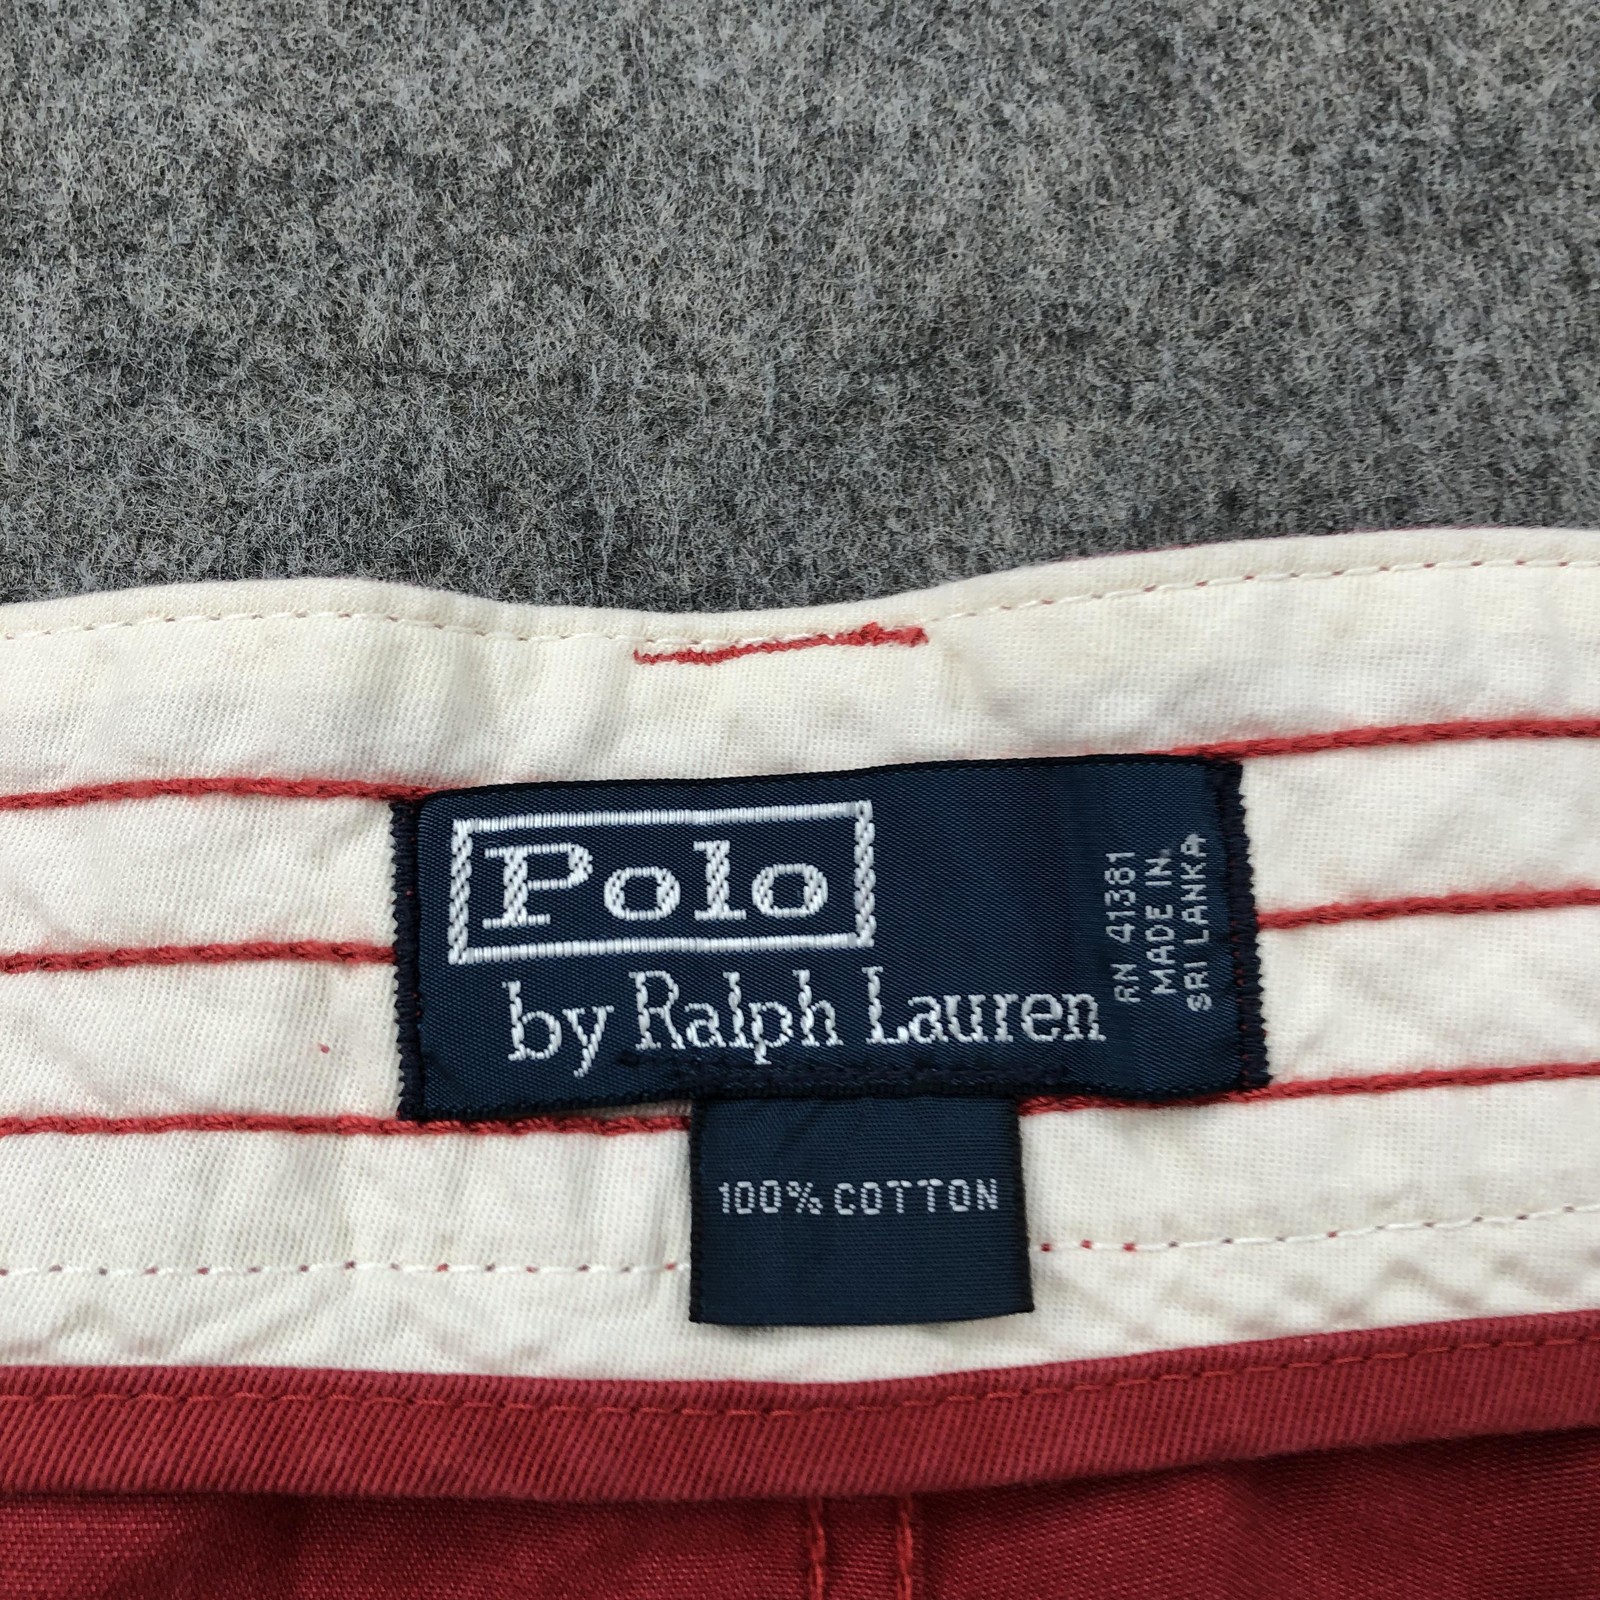 Polo
by Ralph Lauren
RN 41381
MADE IN
SRI LANKA
100% COTTON